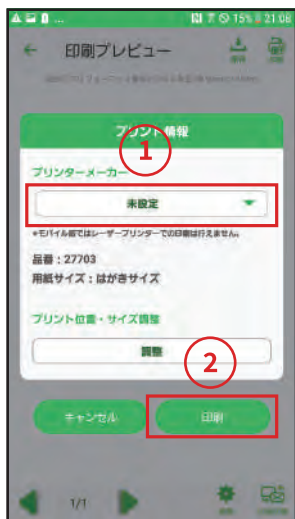 15% 21:08
印刷プレビュー
プリント情報
1
プリンターメーカー
未設定
*モバイル版ではレーザープリンターでの印刷は行えません。
品番：27703
用紙サイズ：はがきサイズ
プリント位置・サイズ調整
調整
2
キャンセル
印刷
1/1